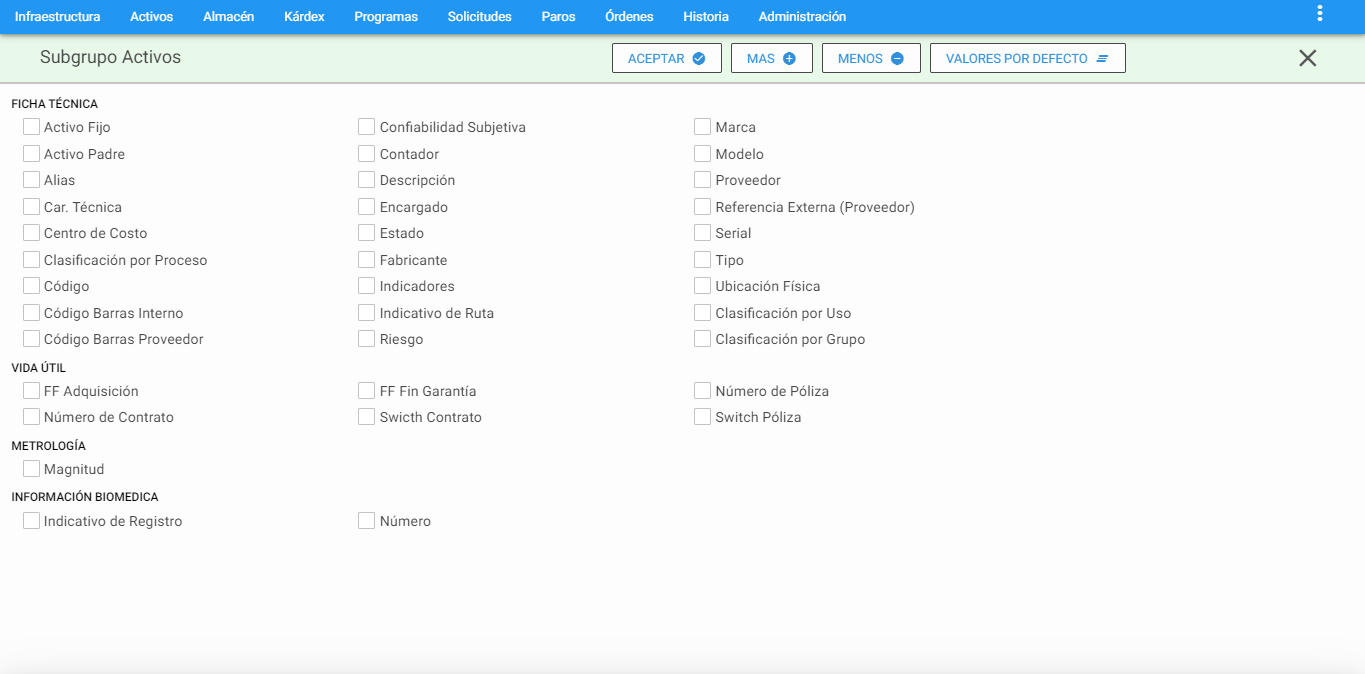 Infraestructura Activos Almacén Kárdex Programas Solicitudes Paros Órdenes Historia Administración
Subgrupo Activos ACEPTAR MAS MENOS VALORES POR DEFECTO
FICHA TÉCNICA
Activo Fijo Confiabilidad Subjetiva Marca
Activo Padre Contador Modelo
Alias Descripción Proveedor
Car. Técnica Encargado Referencia Externa (Proveedor)
Centro de Costo Estado Serial
Clasificación por Proceso Fabricante Tipo
Código Indicadores Ubicación Física
Código Barras Interno Indicativo de Ruta Clasificación por Uso
Código Barras Proveedor Riesgo Clasificación por Grupo
VIDA ÚTIL
FF Adquisición FF Fin Garantía Número de Póliza
Número de Contrato Swicth Contrato Switch Póliza
METROLOGÍA
Magnitud
INFORMACIÓN BIOMEDICA
Indicativo de Registro Número